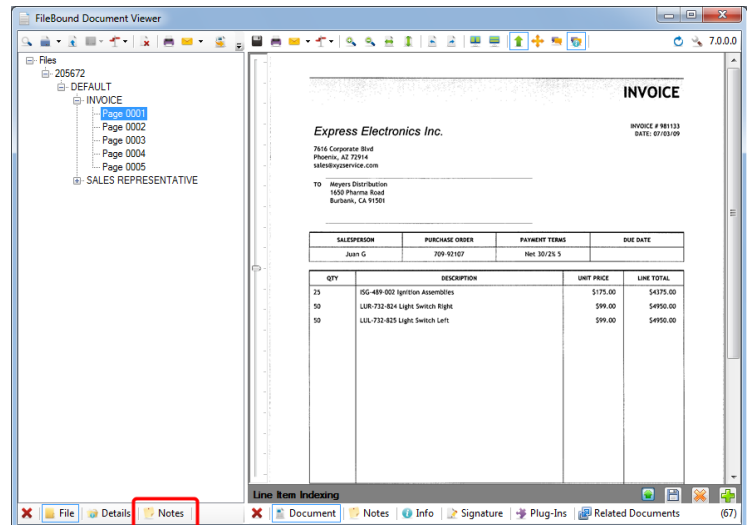 FileBound Document Viewer
7.0.0.0
Files
205672
DEFAULT
INVOICE
Page 0001
Page 0002
Page 0003
Page 0004
Page 0005
SALES REPRESENTATIVE
INVOICE
Express Electronics Inc.
INVOICE # 981133
DATE: 07/03/09
7616 Corporate Blvd
Phoenix, AZ 72914
sales@xyzservice.com
TO Meyers Distribution
1650 Pharma Road
Burbank, CA 91501
SALESPERSON PURCHASE ORDER PAYMENT TERMS DUE DATE
Juan G 709-92107 Net 30/2% 5
QTY DESCRIPTION UNIT PRICE LINE TOTAL
25 ISG-489-002 Ignition Assemblies $175.00 $4375.00
50 LUR-732-824 Light Switch Right $99.00 $4950.00
50 LUL-732-825 Light Switch Left $99.00 $4950.00
Line Item Indexing
File Details Notes
Document Notes Info Signature Plug-Ins Related Documents (67)